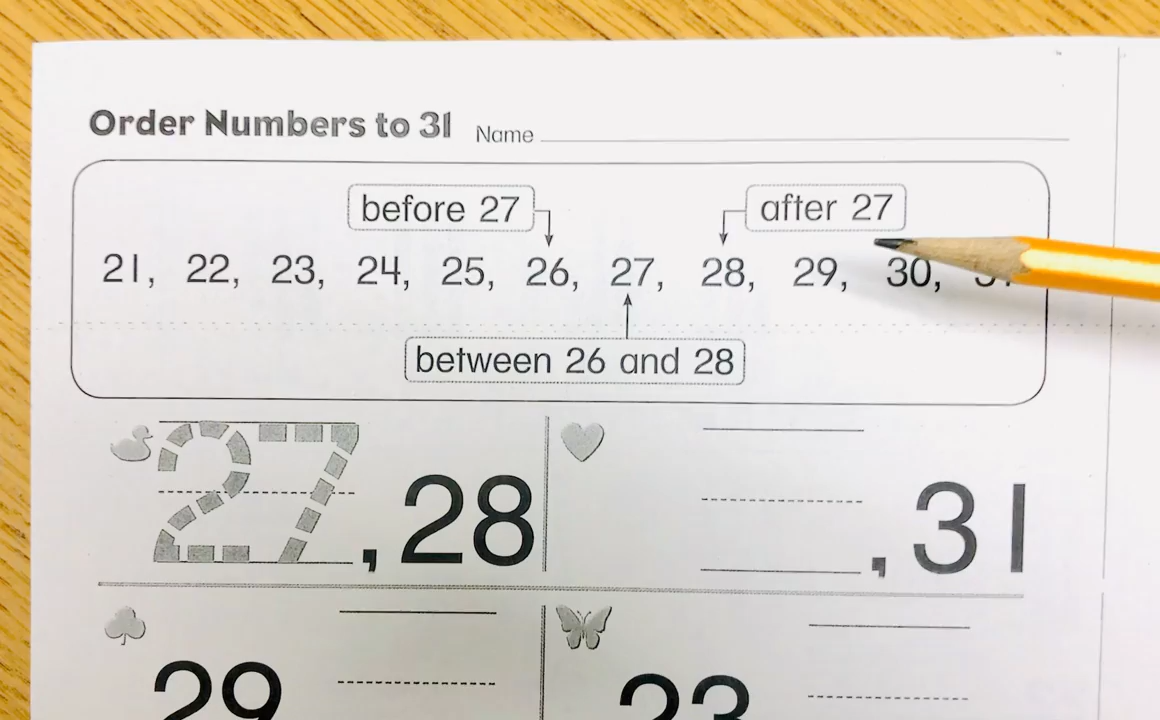 Order Numbers to 31 Name
before 27 after 27
21, 22, 23, 24, 25, 26, 27, 28, 29, 30,
between 26 and 28
27, 28
, 31
29
23